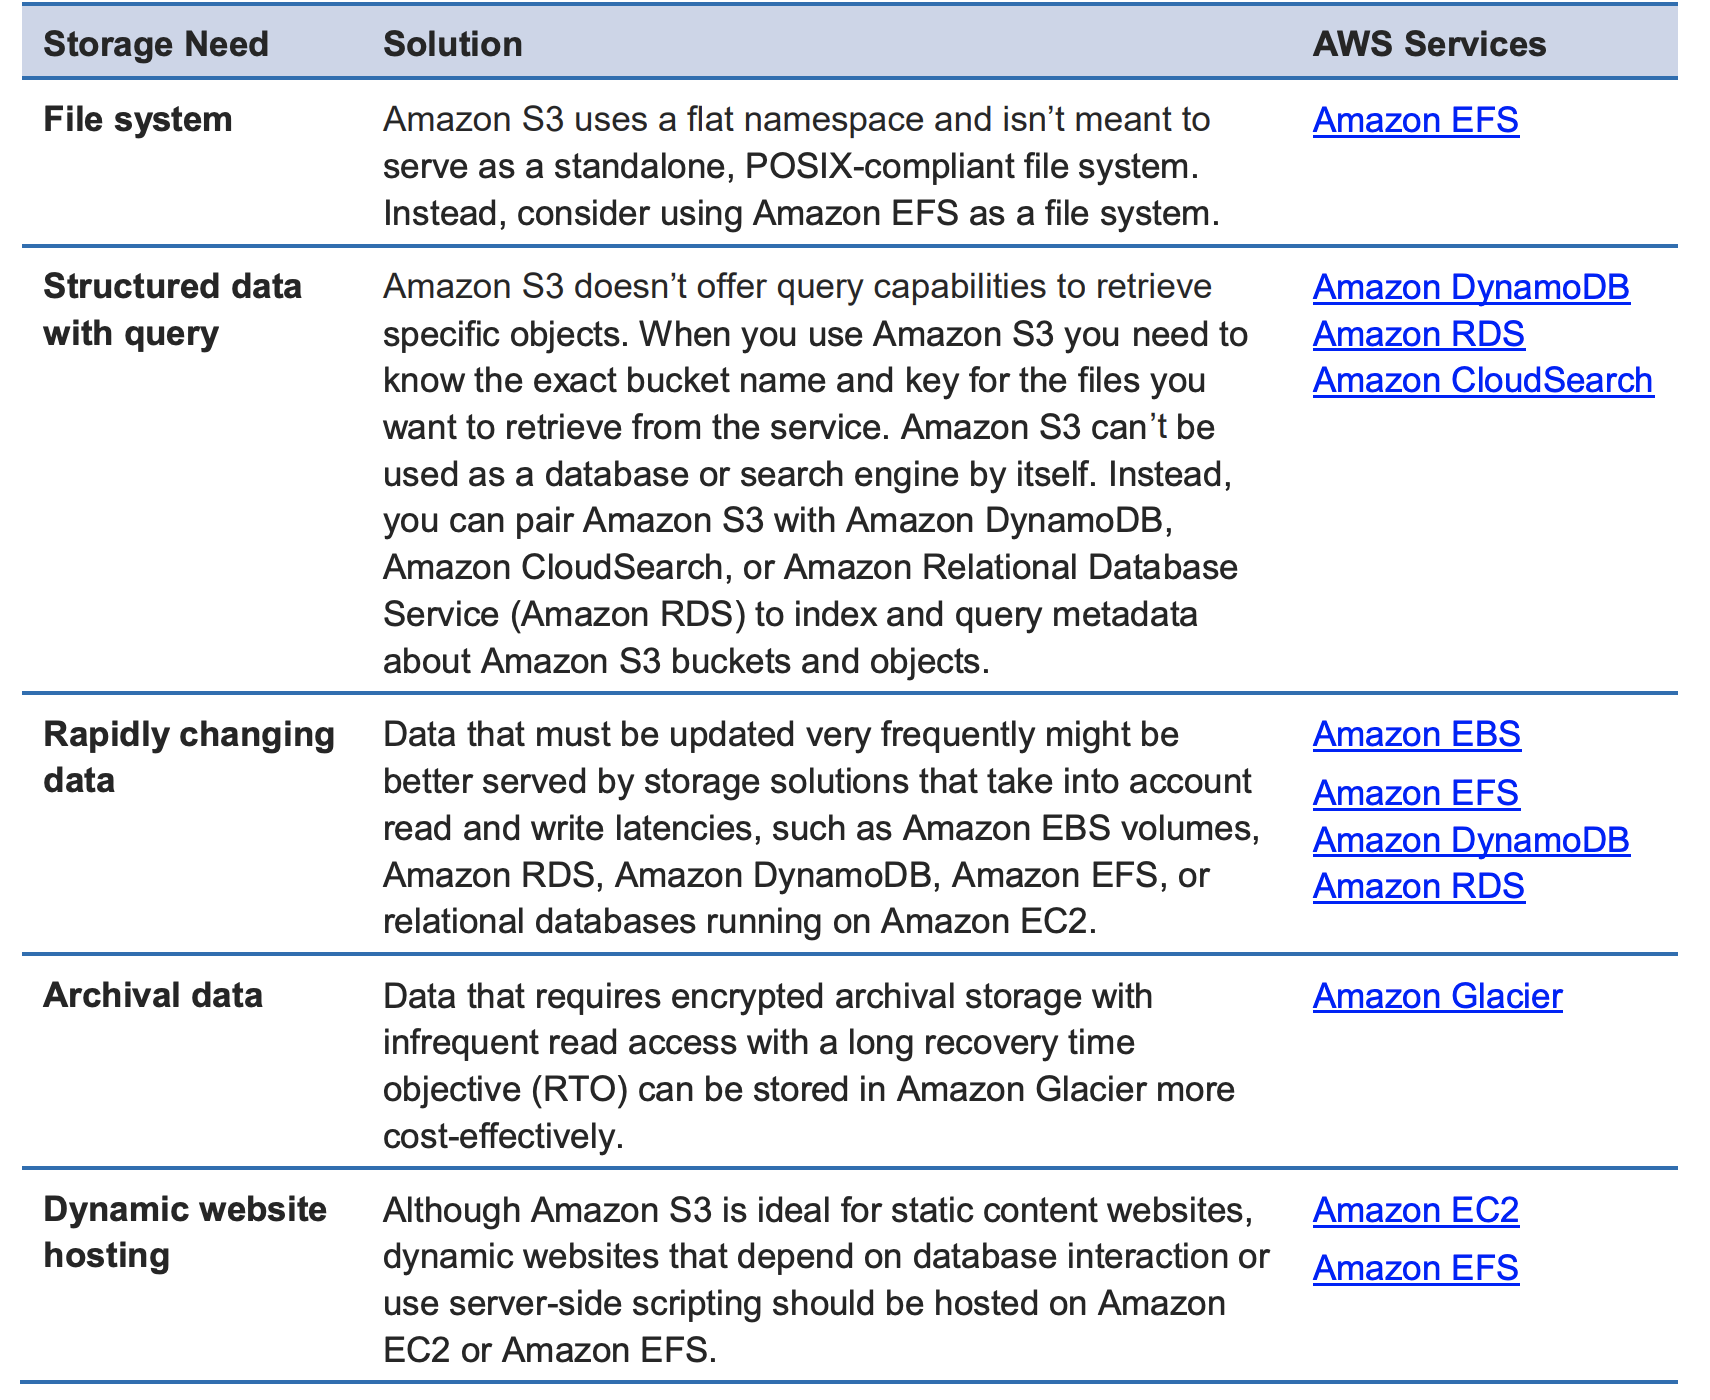 Storage Need Solution AWS Services
File system
Amazon S3 uses a flat namespace and isn’t meant to
serve as a standalone, POSIX-compliant file system.
Instead, consider using Amazon EFS as a file system.
Amazon EFS
Structured data
with query
Amazon S3 doesn’t offer query capabilities to retrieve
specific objects. When you use Amazon S3 you need to
know the exact bucket name and key for the files you
want to retrieve from the service. Amazon S3 can’t be
used as a database or search engine by itself. Instead,
you can pair Amazon S3 with Amazon DynamoDB,
Amazon CloudSearch, or Amazon Relational Database
Service (Amazon RDS) to index and query metadata
about Amazon S3 buckets and objects.
Amazon DynamoDB
Amazon RDS
Amazon CloudSearch
Rapidly changing
data
Data that must be updated very frequently might be
better served by storage solutions that take into account
read and write latencies, such as Amazon EBS volumes,
Amazon RDS, Amazon DynamoDB, Amazon EFS, or
relational databases running on Amazon EC2.
Amazon EBS
Amazon EFS
Amazon DynamoDB
Amazon RDS
Archival data
Data that requires encrypted archival storage with
infrequent read access with a long recovery time
objective (RTO) can be stored in Amazon Glacier more
cost-effectively.
Amazon Glacier
Dynamic website
hosting
Although Amazon S3 is ideal for static content websites,
dynamic websites that depend on database interaction or
use server-side scripting should be hosted on Amazon
EC2 or Amazon EFS.
Amazon EC2
Amazon EFS